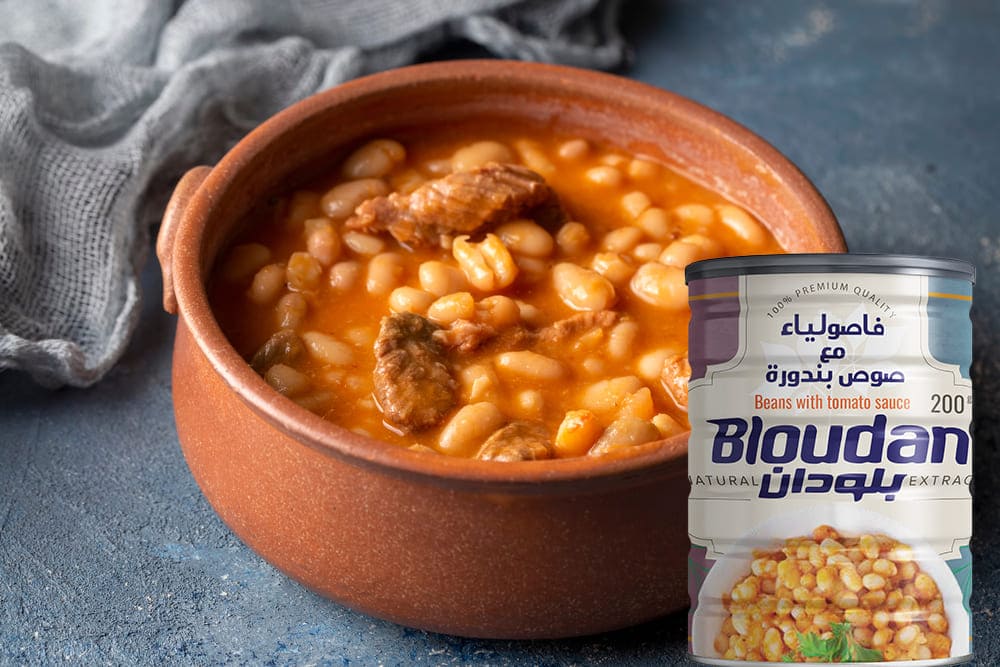 100% PREMIUM QUALITY
فاصولياء
مع
صوص بندورة
Beans with tomato sauce
200
Bloudan
NATURAL بلودان EXTRAC